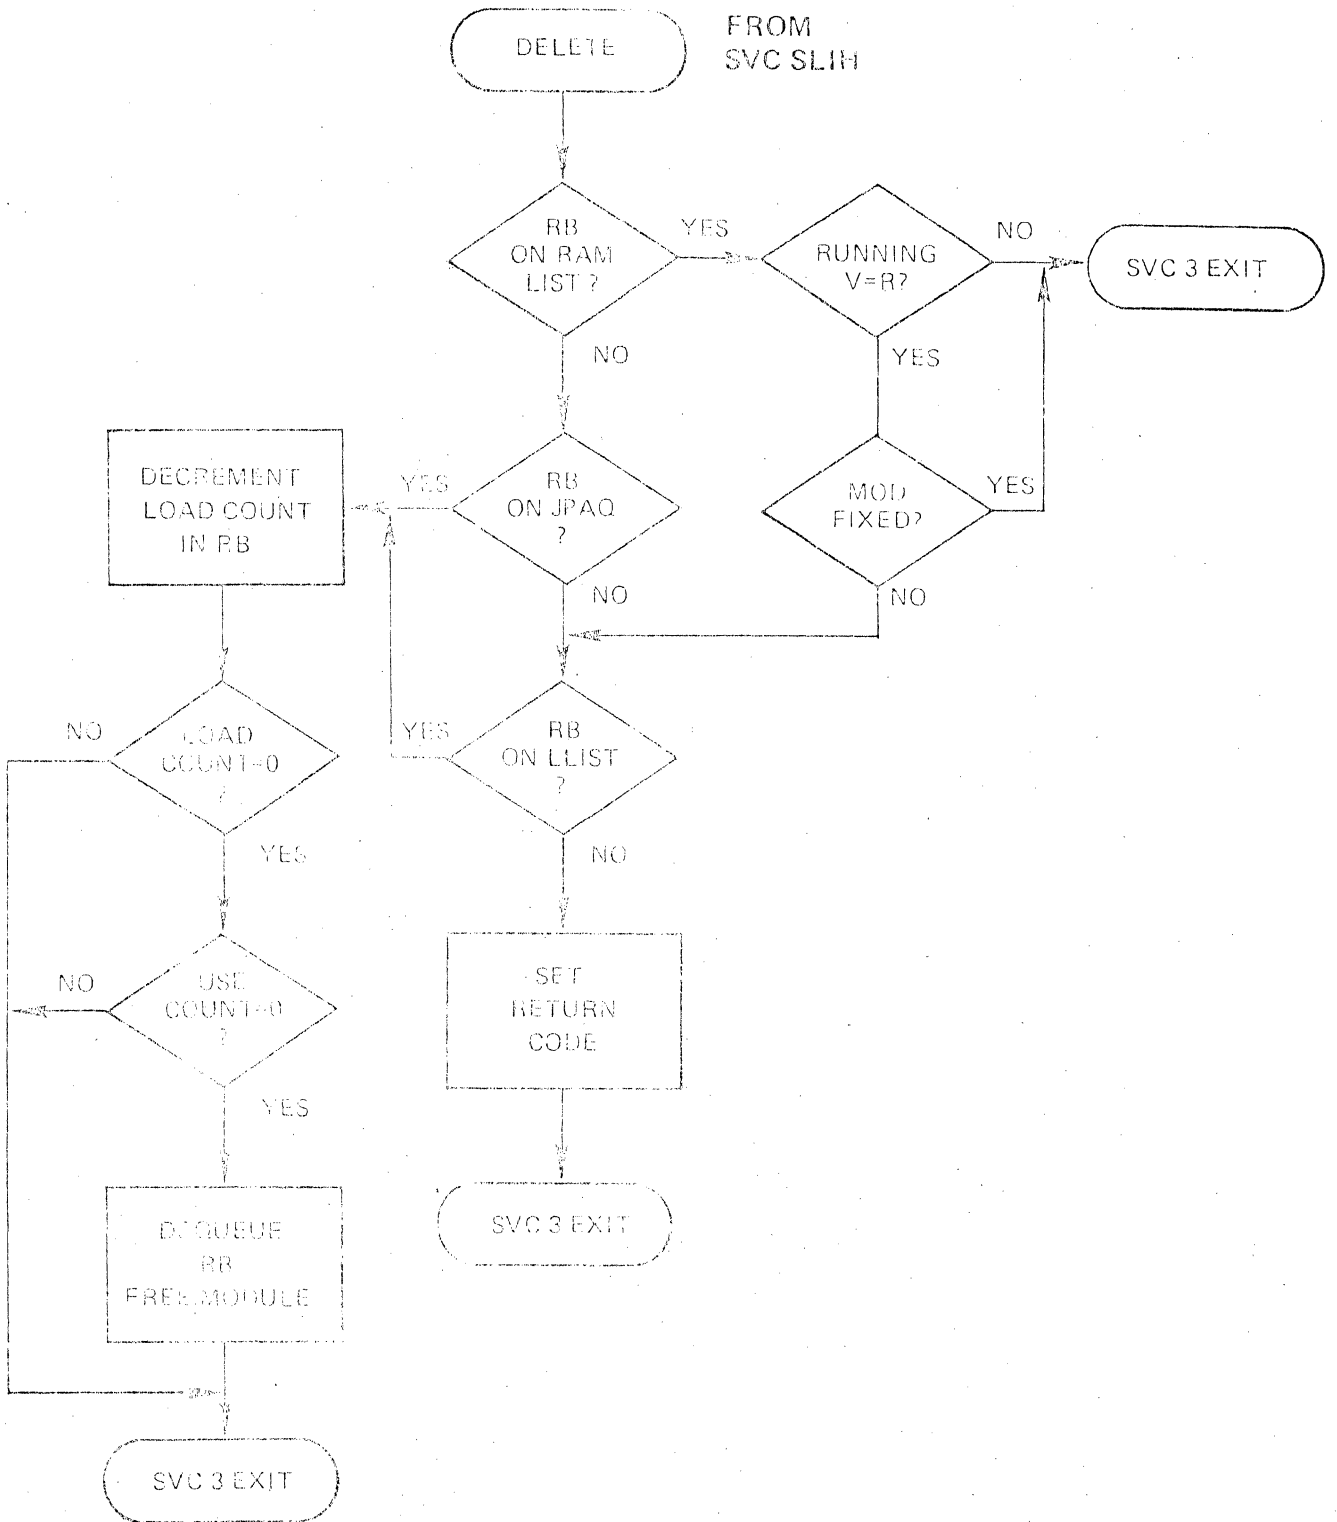 DELETE
FROM
SVC SLIH
RB
ON RAM
LIST ?
YES
RUNNING
V=R?
NO
SVC 3 EXIT
NO
YES
DECREMENT
LOAD COUNT
IN RB
YES
RB
ON JPAQ
?
MOD
FIXED?
YES
NO
NO
NO
LOAD
COUNT=0
?
YES
RB
ON LLIST
?
YES
NO
NO
USE
COUNT=0
?
SET
RETURN
CODE
YES
DEQUEUE
RB
FREE MODULE
SVC 3 EXIT
SVC 3 EXIT